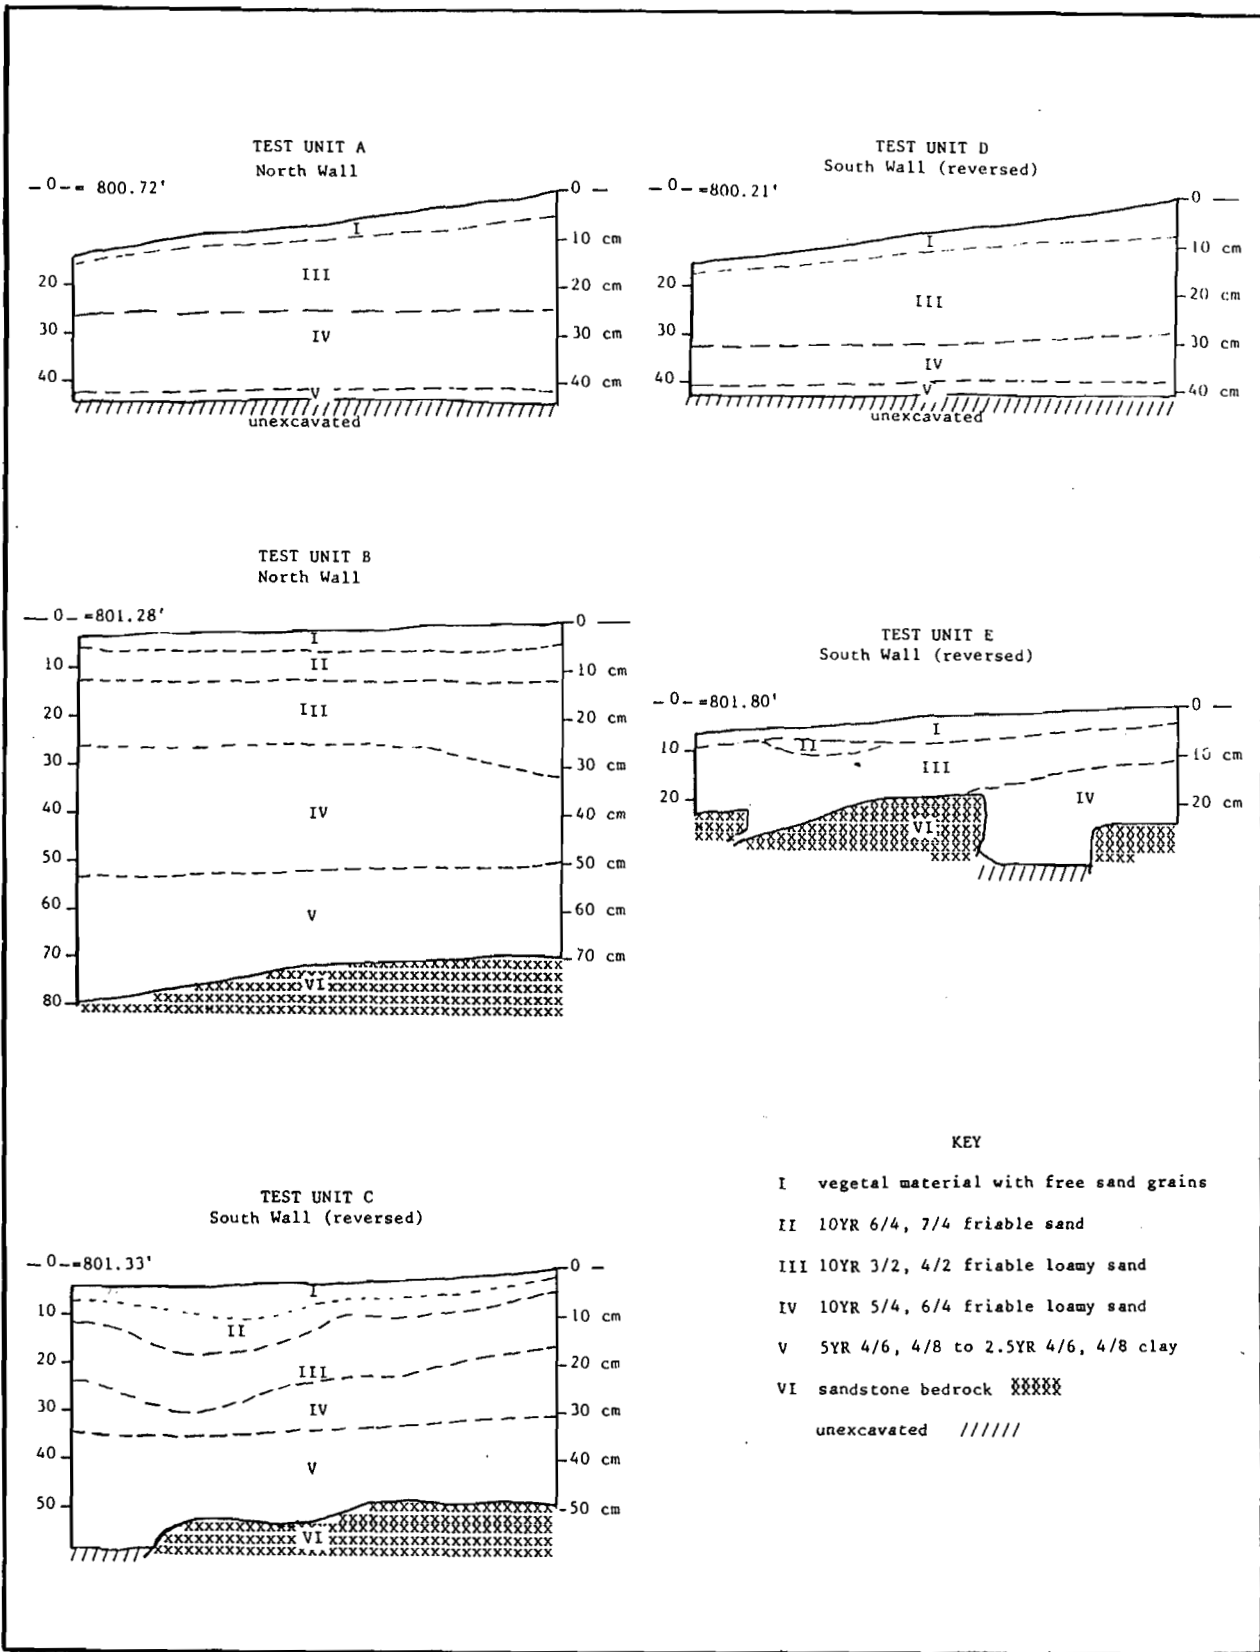 TEST UNIT A
North Wall
— 0 — = 800.72'
0 —
I
10 cm
III
20
20 cm
30
IV
30 cm
40
40 cm
V
unexcavated
TEST UNIT D
South Wall (reversed)
— 0 — =800.21'
0 —
I
10 cm
20
III
20 cm
30
30 cm
IV
40
V
40 cm
unexcavated
TEST UNIT B
North Wall
— 0 — =801.28'
0 —
I
10
II
10 cm
20
III
20 cm
30
30 cm
40
IV
40 cm
50
50 cm
60
V
60 cm
70
70 cm
VI
80
TEST UNIT E
South Wall (reversed)
— 0 — =801.80'
0 —
I
10
II
10 cm
III
20
IV
20 cm
VI
TEST UNIT C
South Wall (reversed)
— 0 — =801.33'
0 —
I
10
10 cm
II
20
III
20 cm
30
IV
30 cm
40
V
40 cm
50
50 cm
VI
KEY
I vegetal material with free sand grains
II 10YR 6/4, 7/4 friable sand
III 10YR 3/2, 4/2 friable loamy sand
IV 10YR 5/4, 6/4 friable loamy sand
V 5YR 4/6, 4/8 to 2.5YR 4/6, 4/8 clay
VI sandstone bedrock XXXXX
unexcavated //////